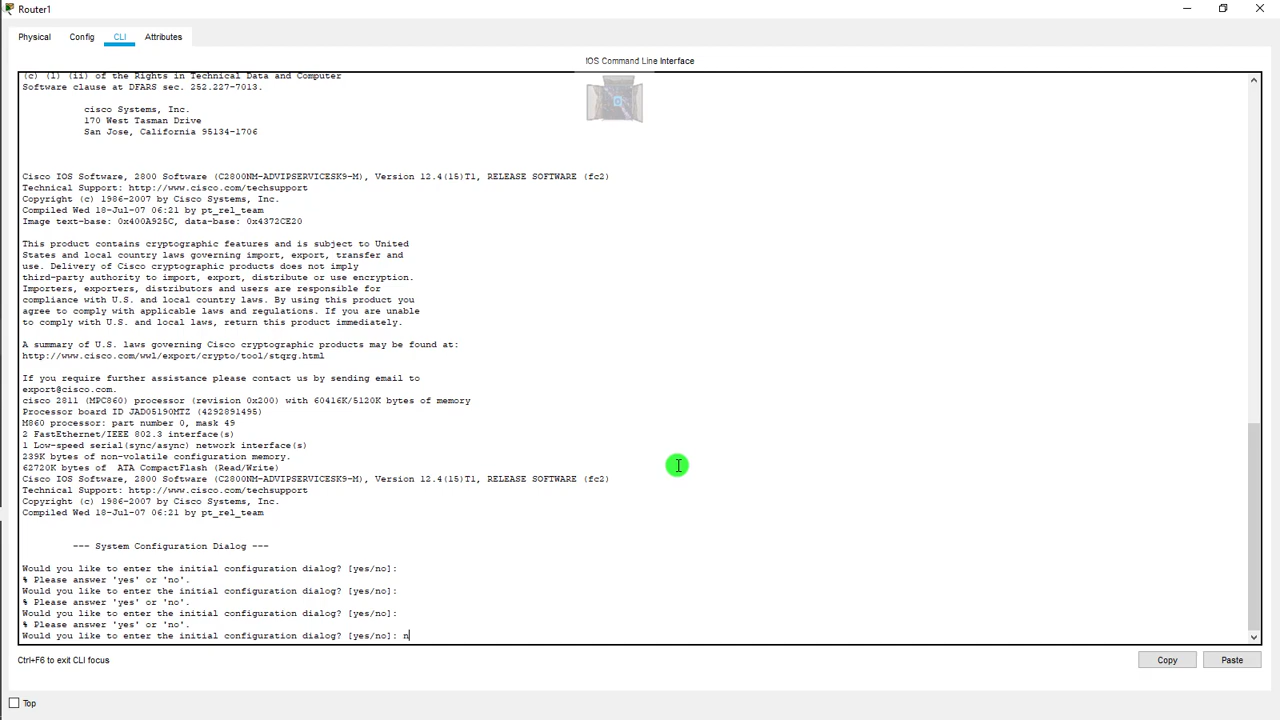 Router1
Physical Config CLI Attributes
IOS Command Line Interface
(c) (1) (ii) of the Rights in Technical Data and Computer
Software clause at DFARS sec. 252.227-7013.
cisco Systems, Inc.
170 West Tasman Drive
San Jose, California 95134-1706
Cisco IOS Software, 2800 Software (C2800NM-ADVIPSERVICESK9-M), Version 12.4(15)T1, RELEASE SOFTWARE (fc2)
Technical Support: http://www.cisco.com/techsupport
Copyright (c) 1986-2007 by Cisco Systems, Inc.
Compiled Wed 18-Jul-07 06:21 by pt_rel_team
Image text-base: 0x400A925C, data-base: 0x4372CE20
This product contains cryptographic features and is subject to United
States and local country laws governing import, export, transfer and
use. Delivery of Cisco cryptographic products does not imply
third-party authority to import, export, distribute or use encryption.
Importers, exporters, distributors and users are responsible for
compliance with U.S. and local country laws. By using this product you
agree to comply with applicable laws and regulations. If you are unable
to comply with U.S. and local laws, return this product immediately.
A summary of U.S. laws governing Cisco cryptographic products may be found at:
http://www.cisco.com/wwl/export/crypto/tool/stqrg.html
If you require further assistance please contact us by sending email to
export@cisco.com.
cisco 2811 (MPC860) processor (revision 0x200) with 60416K/5120K bytes of memory
Processor board ID JAD05190MTZ (4292891495)
M860 processor: part number 0, mask 49
2 FastEthernet/IEEE 802.3 interface(s)
1 Low-speed serial(sync/async) network interface(s)
239K bytes of non-volatile configuration memory.
62720K bytes of ATA CompactFlash (Read/Write)
Cisco IOS Software, 2800 Software (C2800NM-ADVIPSERVICESK9-M), Version 12.4(15)T1, RELEASE SOFTWARE (fc2)
Technical Support: http://www.cisco.com/techsupport
Copyright (c) 1986-2007 by Cisco Systems, Inc.
Compiled Wed 18-Jul-07 06:21 by pt_rel_team
--- System Configuration Dialog ---
Would you like to enter the initial configuration dialog? [yes/no]:
% Please answer 'yes' or 'no'.
Would you like to enter the initial configuration dialog? [yes/no]:
% Please answer 'yes' or 'no'.
Would you like to enter the initial configuration dialog? [yes/no]:
% Please answer 'yes' or 'no'.
Would you like to enter the initial configuration dialog? [yes/no]: n
Ctrl+F6 to exit CLI focus
Copy Paste
Top